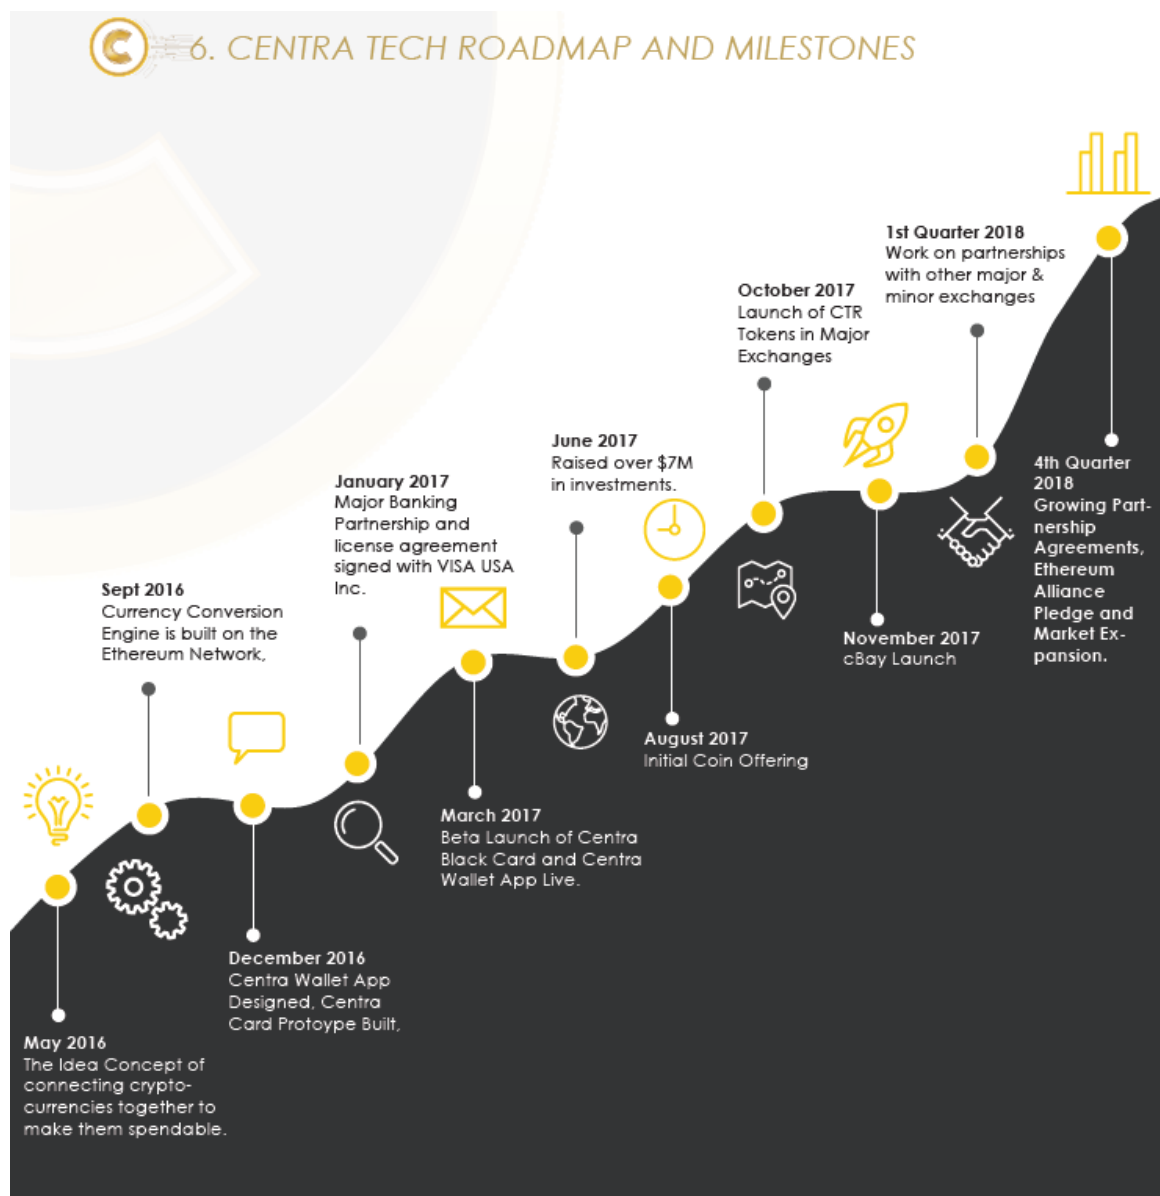 6. CENTRA TECH ROADMAP AND MILESTONES
May 2016
The Idea Concept of
connecting crypto-
currencies together to
make them spendable.
Sept 2016
Currency Conversion
Engine is built on the
Ethereum Network,
December 2016
Centra Wallet App
Designed, Centra
Card Protoype Built,
January 2017
Major Banking
Partnership and
license agreement
signed with VISA USA
Inc.
March 2017
Beta Launch of Centra
Black Card and Centra
Wallet App Live.
June 2017
Raised over $7M
in investments.
August 2017
Initial Coin Offering
October 2017
Launch of CTR
Tokens in Major
Exchanges
November 2017
cBay Launch
1st Quarter 2018
Work on partnerships
with other major &
minor exchanges
4th Quarter
2018
Growing Part-
nership
Agreements,
Ethereum
Alliance
Pledge and
Market Ex-
pansion.